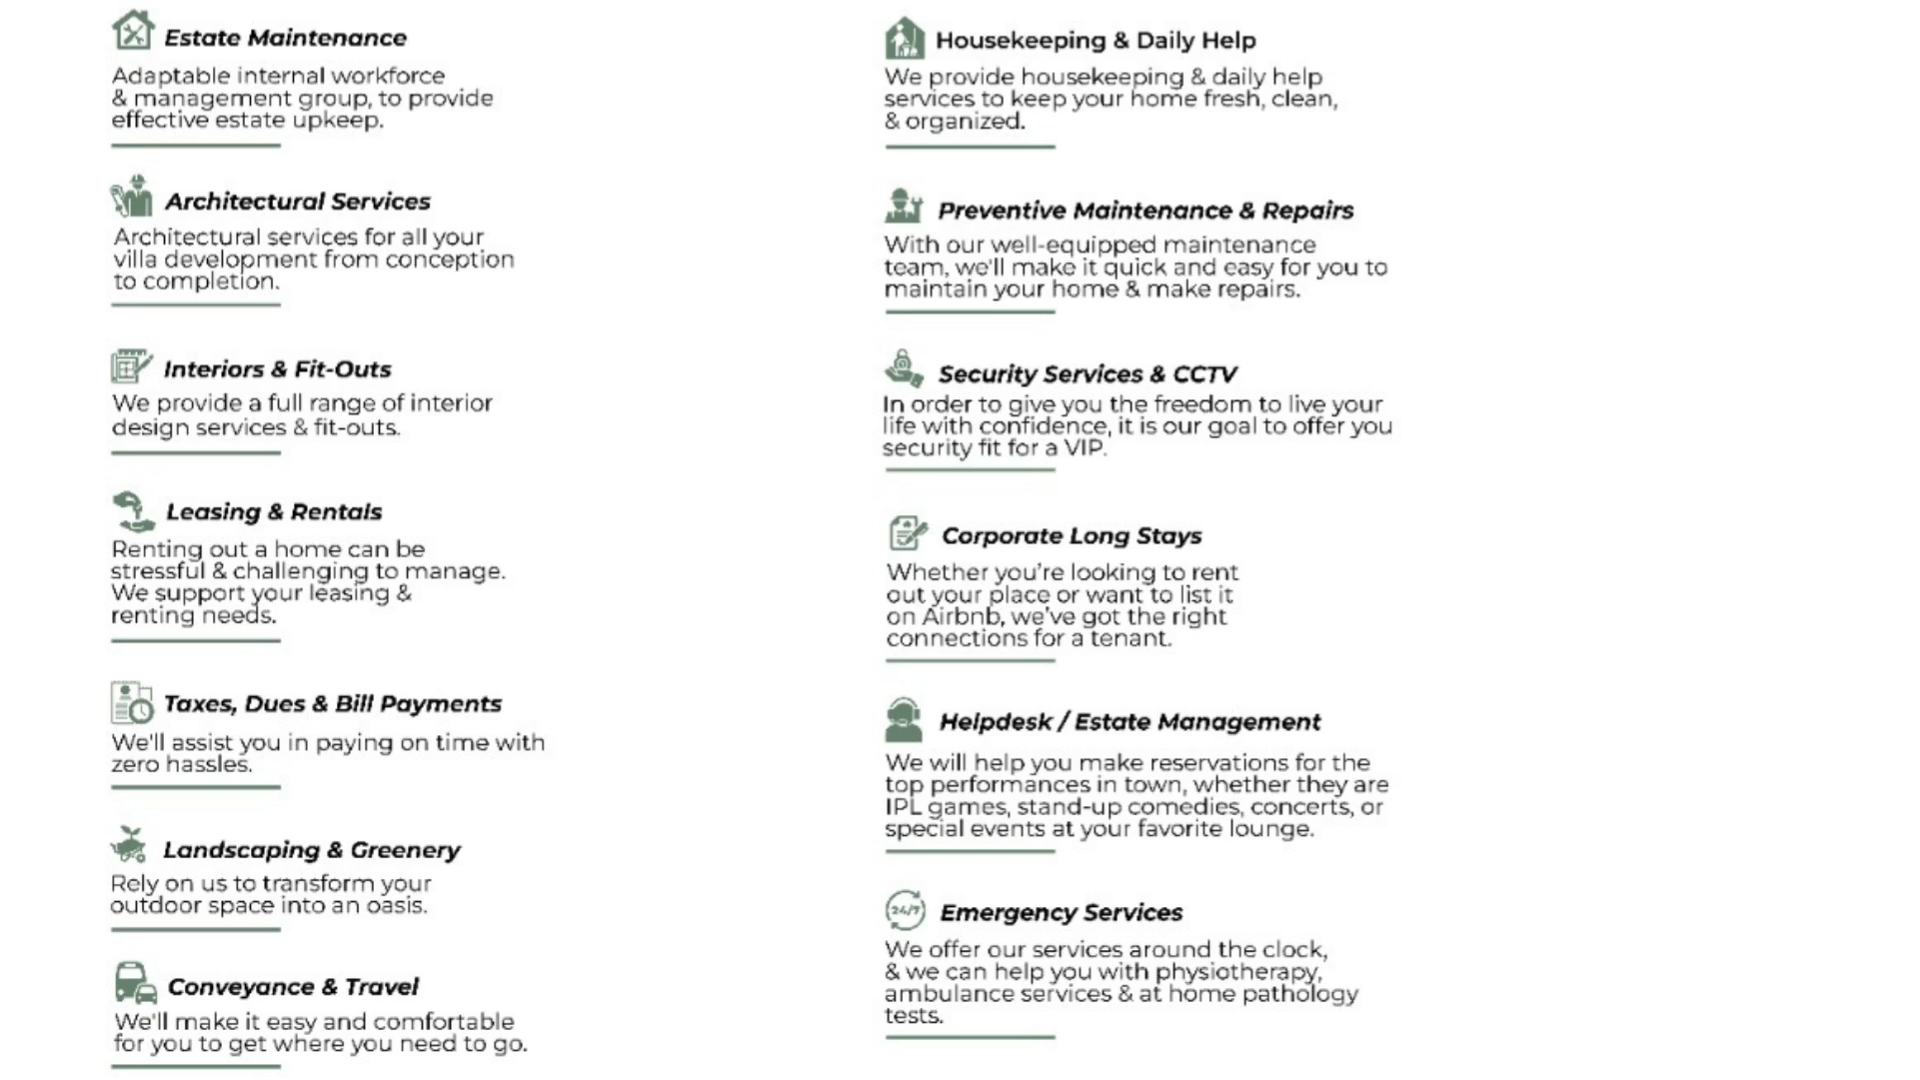 Estate Maintenance
Adaptable internal workforce
& management group, to provide
effective estate upkeep.
Architectural Services
Architectural services for all your
villa development from conception
to completion.
Interiors & Fit-Outs
We provide a full range of interior
design services & fit-outs.
Leasing & Rentals
Renting out a home can be
stressful & challenging to manage.
We support your leasing &
renting needs.
Taxes, Dues & Bill Payments
We'll assist you in paying on time with
zero hassles.
Landscaping & Greenery
Rely on us to transform your
outdoor space into an oasis.
Conveyance & Travel
We'll make it easy and comfortable
for you to get where you need to go.
Housekeeping & Daily Help
We provide housekeeping & daily help
services to keep your home fresh, clean,
& organized.
Preventive Maintenance & Repairs
With our well-equipped maintenance
team, we'll make it quick and easy for you to
maintain your home & make repairs.
Security Services & CCTV
In order to give you the freedom to live your
life with confidence, it is our goal to offer you
security fit for a VIP.
Corporate Long Stays
Whether you're looking to rent
out your place or want to list it
on Airbnb, we've got the right
connections for a tenant.
Helpdesk / Estate Management
We will help you make reservations for the
top performances in town, whether they are
IPL games, stand-up comedies, concerts, or
special events at your favorite lounge.
24/7
Emergency Services
We offer our services around the clock,
& we can help you with physiotherapy,
ambulance services & at home pathology
tests.